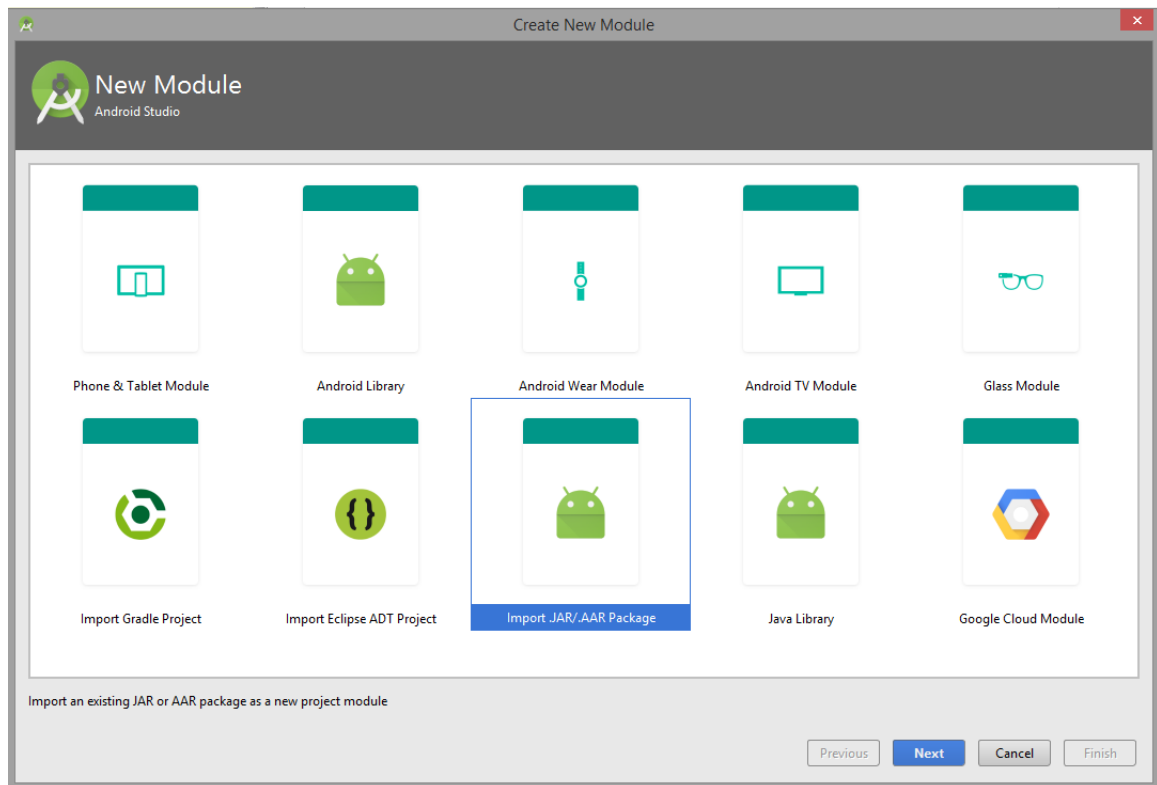 Create New Module
New Module
Android Studio
Phone & Tablet Module
Android Library
Android Wear Module
Android TV Module
Glass Module
Import Gradle Project
Import Eclipse ADT Project
Import .JAR/.AAR Package
Java Library
Google Cloud Module
Import an existing JAR or AAR package as a new project module
Previous
Next
Cancel
Finish